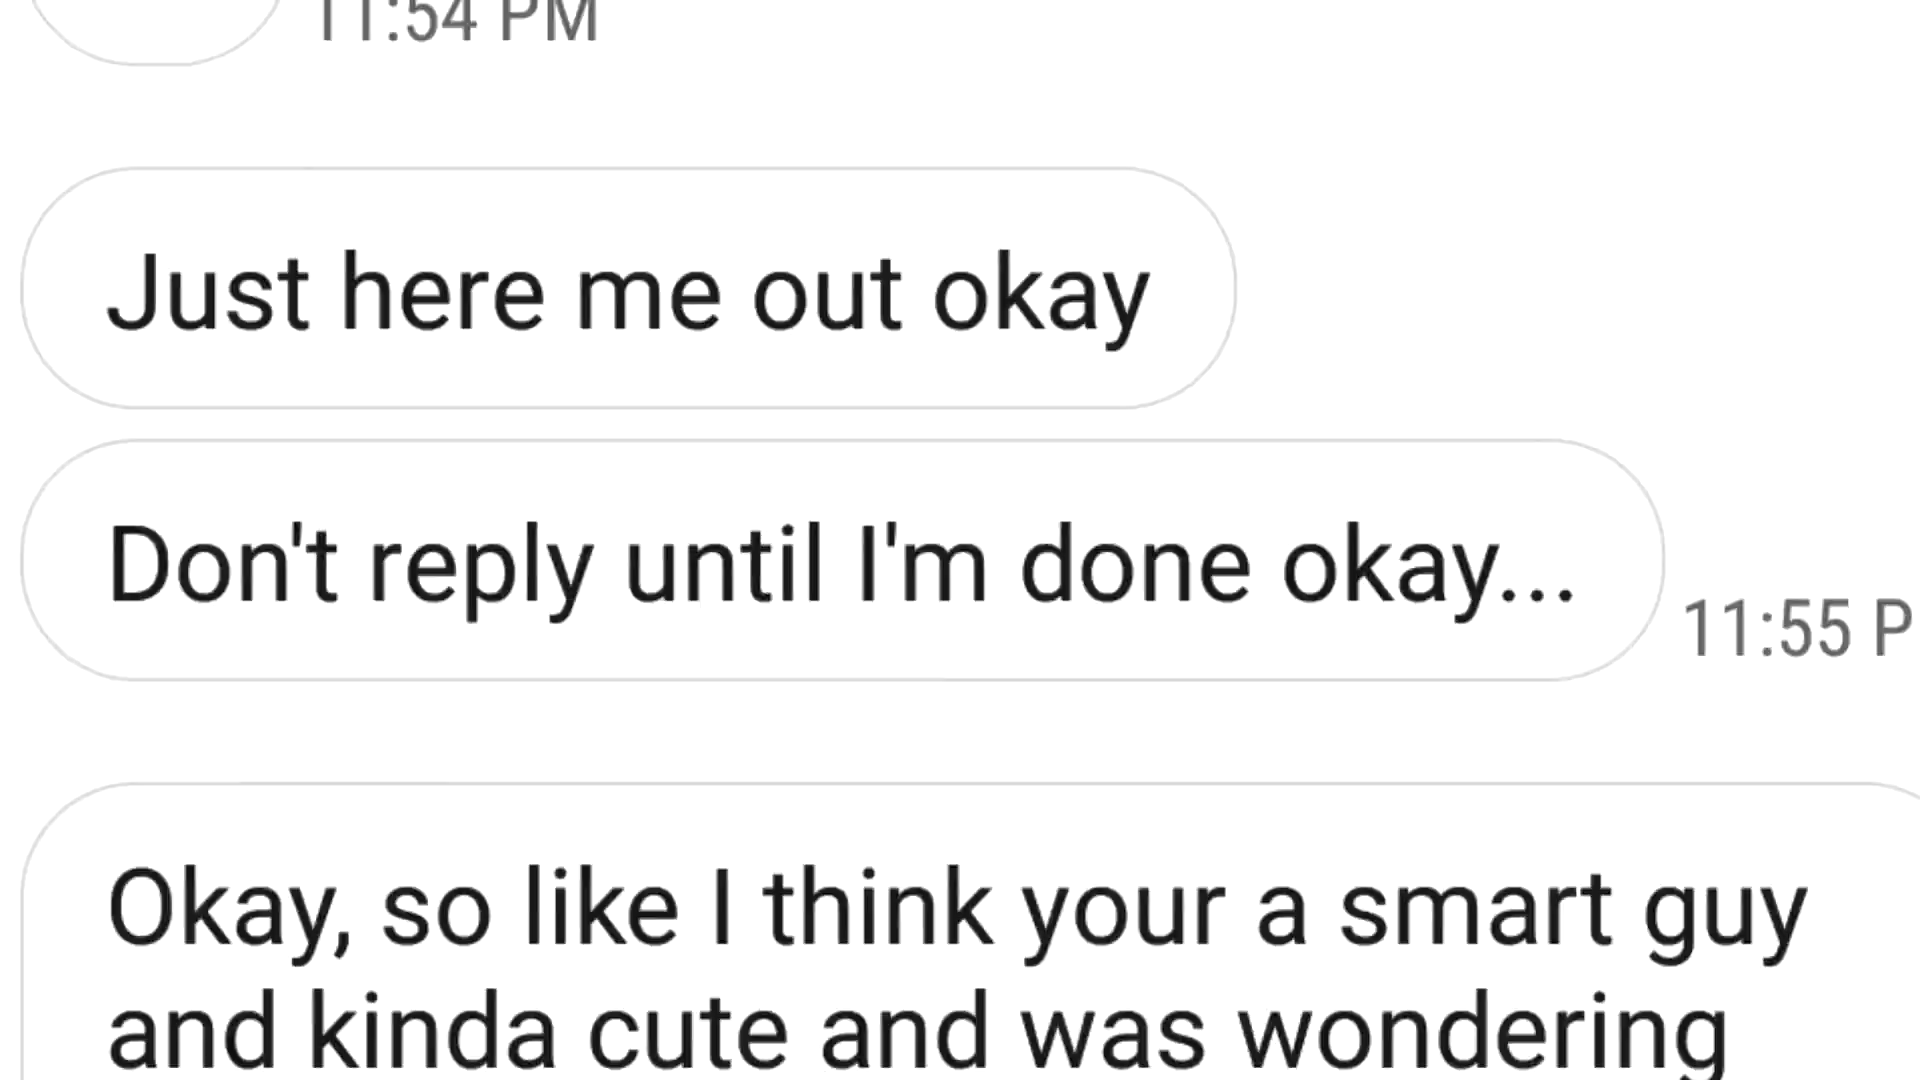 11:54 PM
Just here me out okay
Don't reply until I'm done okay...
11:55 P
Okay, so like I think your a smart guy
and kinda cute and was wondering